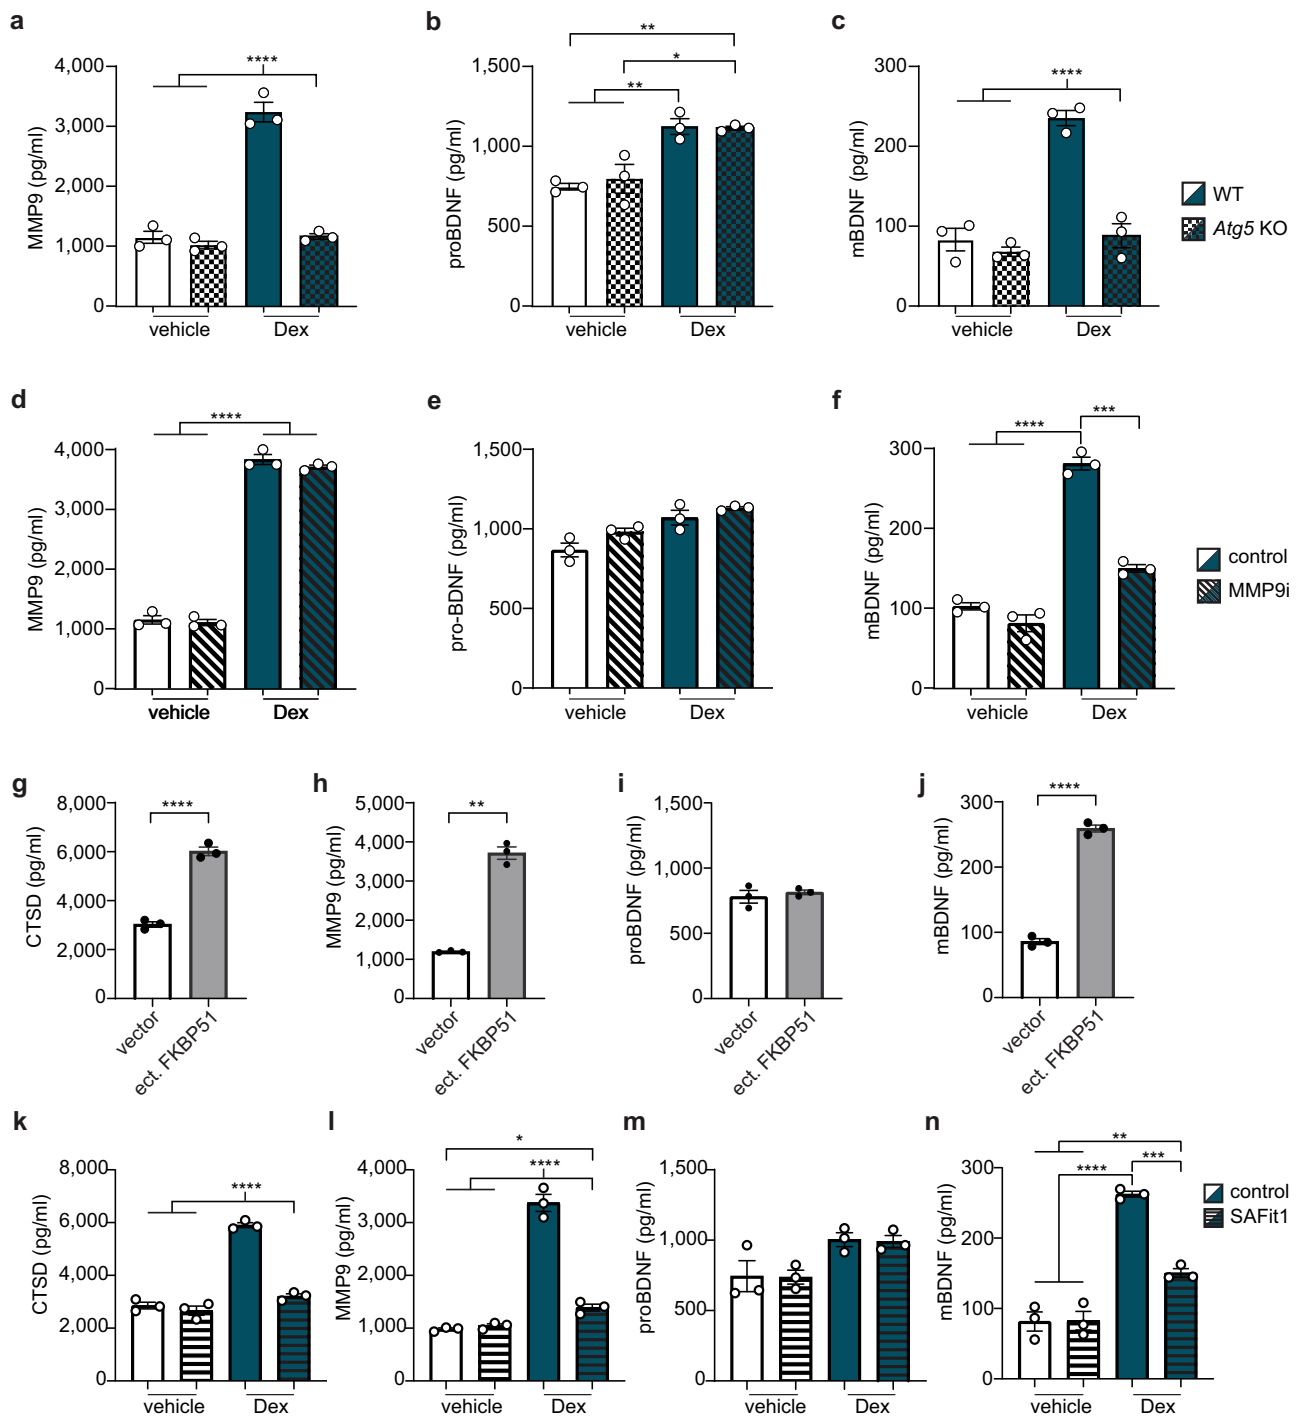 a
b
c
MMP9 (pg/ml)
4,000
3,000
2,000
1,000
0
****
vehicle
Dex
proBDNF (pg/ml)
1,500
1,000
500
0
**
*
**
vehicle
Dex
mBDNF (pg/ml)
300
200
100
0
****
vehicle
Dex
WT
Atg5 KO
d
e
f
MMP9 (pg/ml)
4,000
3,000
2,000
1,000
0
****
vehicle
Dex
pro-BDNF (pg/ml)
1,500
1,000
500
0
vehicle
Dex
mBDNF (pg/ml)
300
200
100
0
****
***
vehicle
Dex
control
MMP9i
g
h
i
j
CTSD (pg/ml)
8,000
6,000
4,000
2,000
0
****
vector
ect. FKBP51
MMP9 (pg/ml)
5,000
4,000
3,000
2,000
1,000
0
**
vector
ect. FKBP51
proBDNF (pg/ml)
1,500
1,000
500
0
vector
ect. FKBP51
mBDNF (pg/ml)
300
200
100
0
****
vector
ect. FKBP51
k
l
m
n
CTSD (pg/ml)
8,000
6,000
4,000
2,000
0
****
vehicle
Dex
MMP9 (pg/ml)
4,000
3,000
2,000
1,000
0
*
****
vehicle
Dex
proBDNF (pg/ml)
1,500
1,000
500
0
vehicle
Dex
mBDNF (pg/ml)
300
200
100
0
**
****
***
vehicle
Dex
control
SAFit1